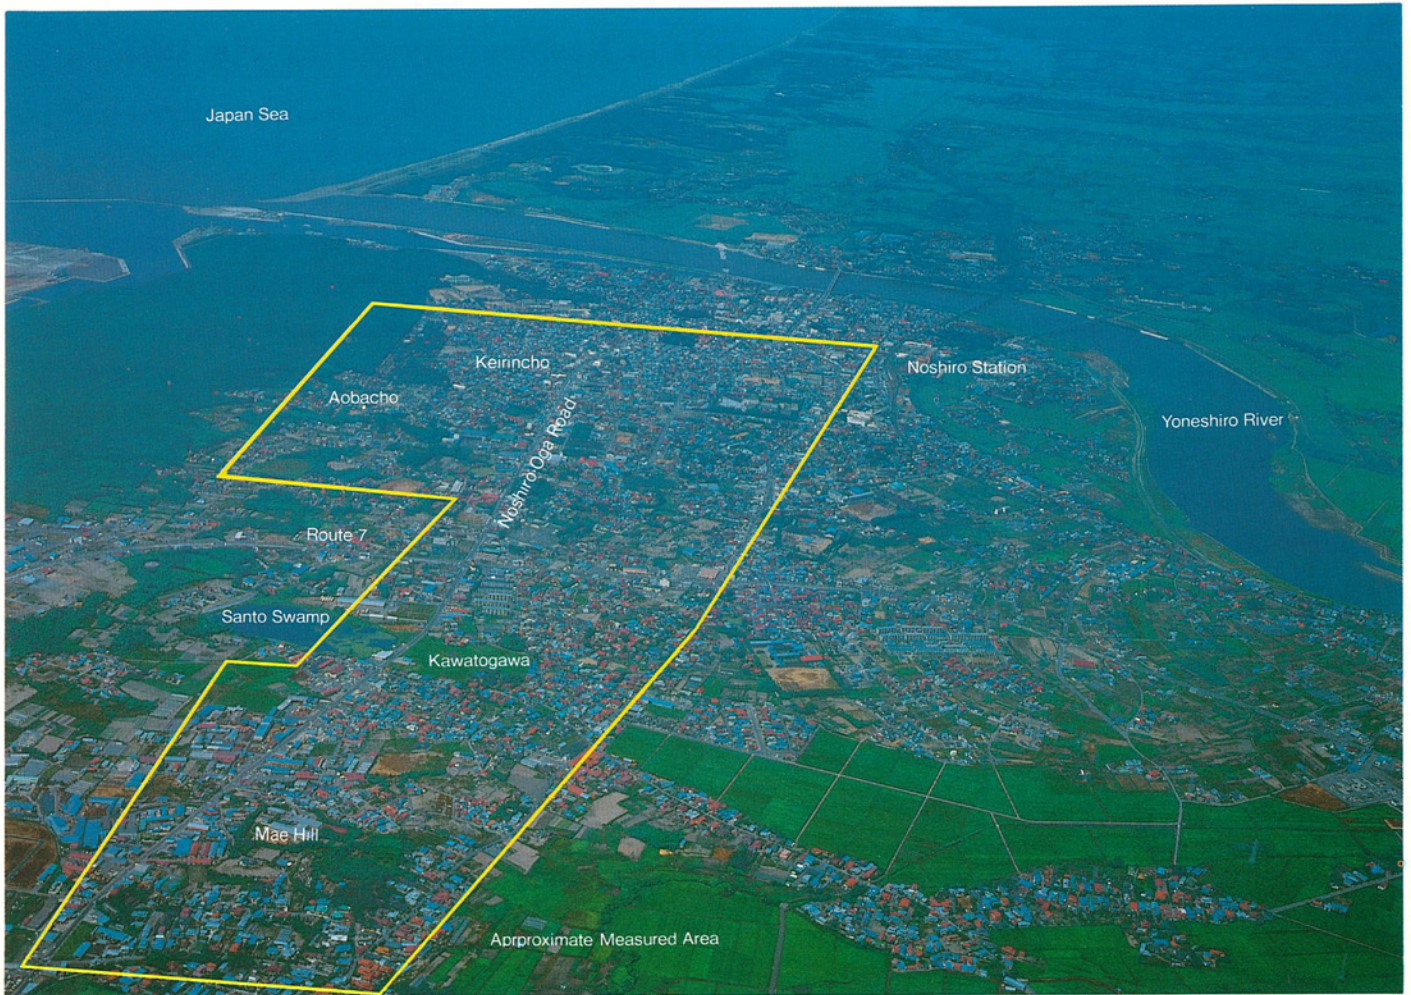 Japan Sea
Keirincho
Noshiro Station
Aobacho
Yoneshiro River
Noshiro-Oga Road
Route 7
Santo Swamp
Kawatogawa
Mae Hill
Aprproximate Measured Area